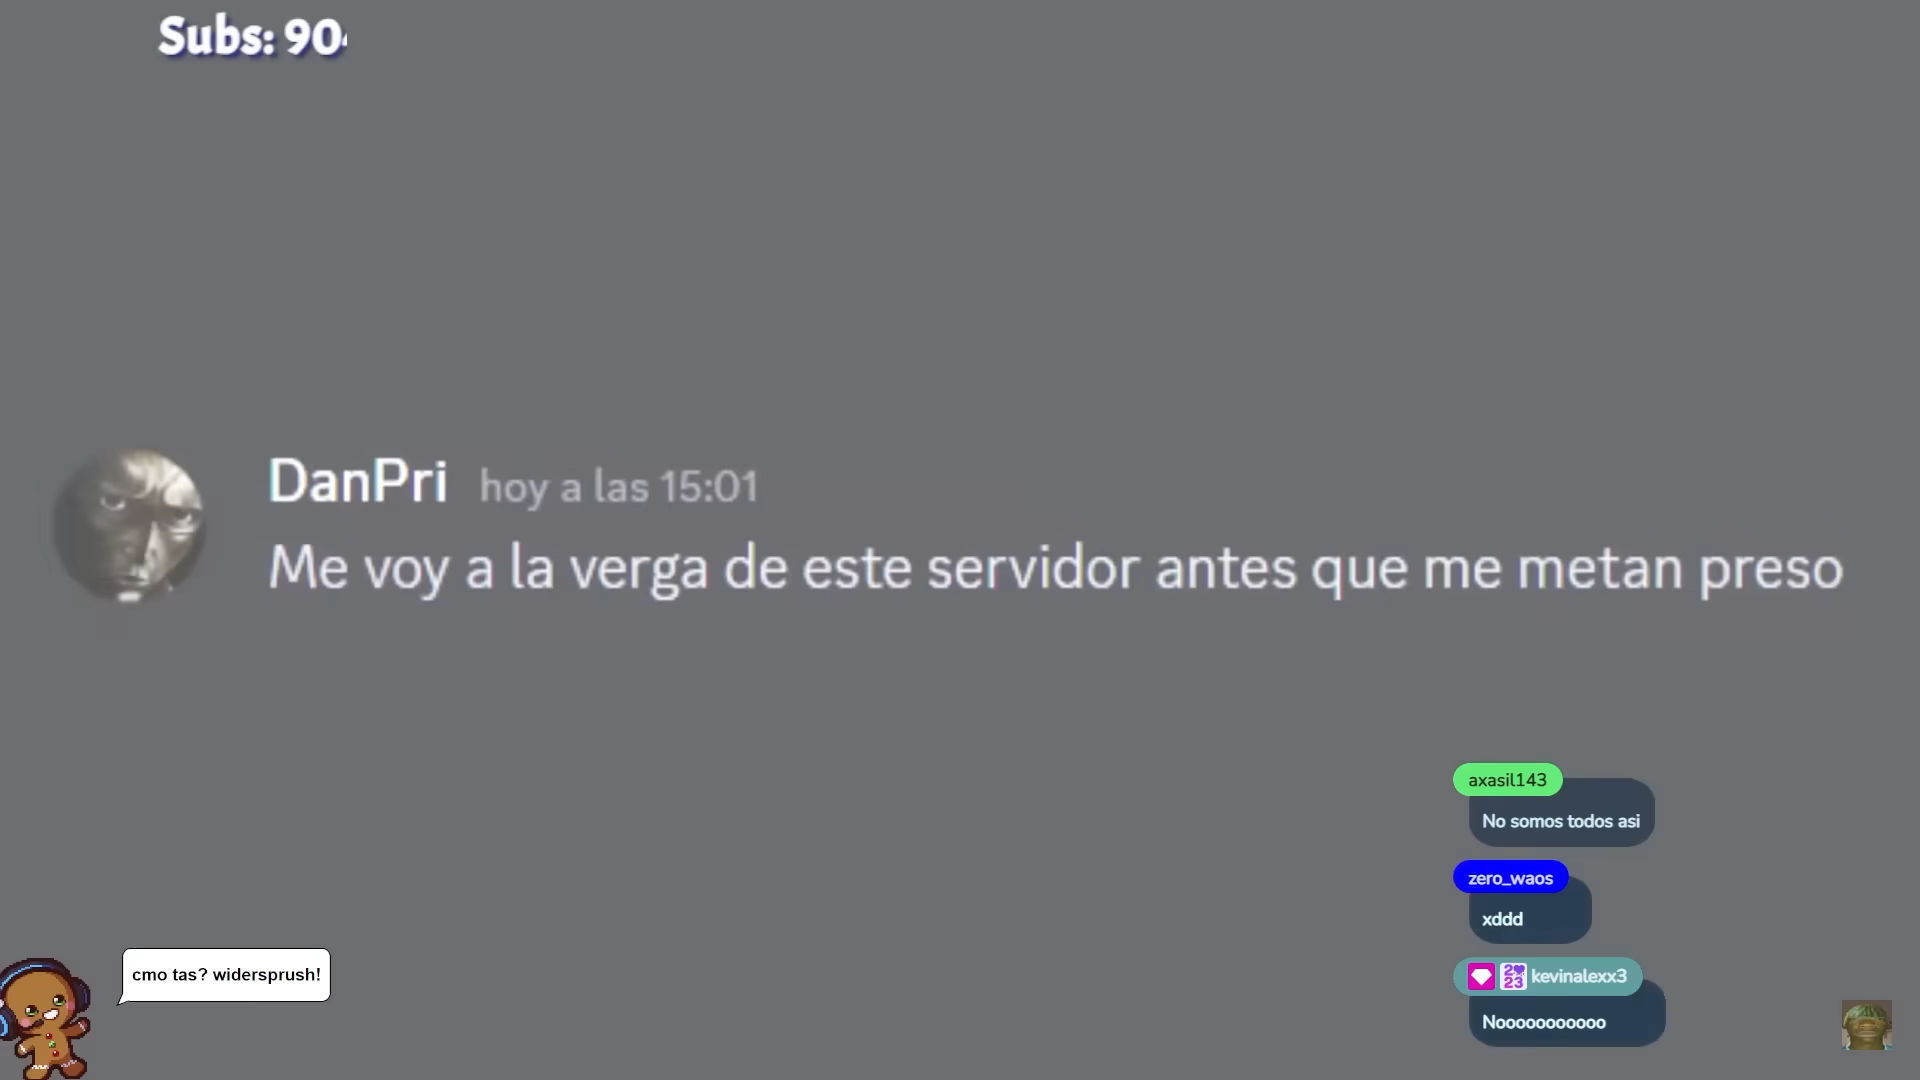 Subs: 90
DanPri hoy a las 15:01
Me voy a la verga de este servidor antes que me metan preso
axasil143
No somos todos asi
zero_waos
xddd
2023 kevinalexx3
Nooooooooooo
cmo tas? widersprush!